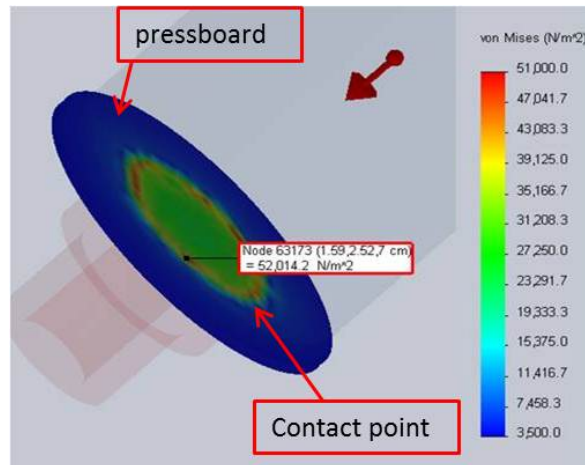 pressboard
von Mises (N/m^2)
51,000.0
47,041.7
43,083.3
39,125.0
35,166.7
31,208.3
27,250.0
23,291.7
19,333.3
15,375.0
11,416.7
7,458.3
3,500.0
Node 63173 (1.59,2.52,7 cm)
= 52,014.2 N/m^2
Contact point